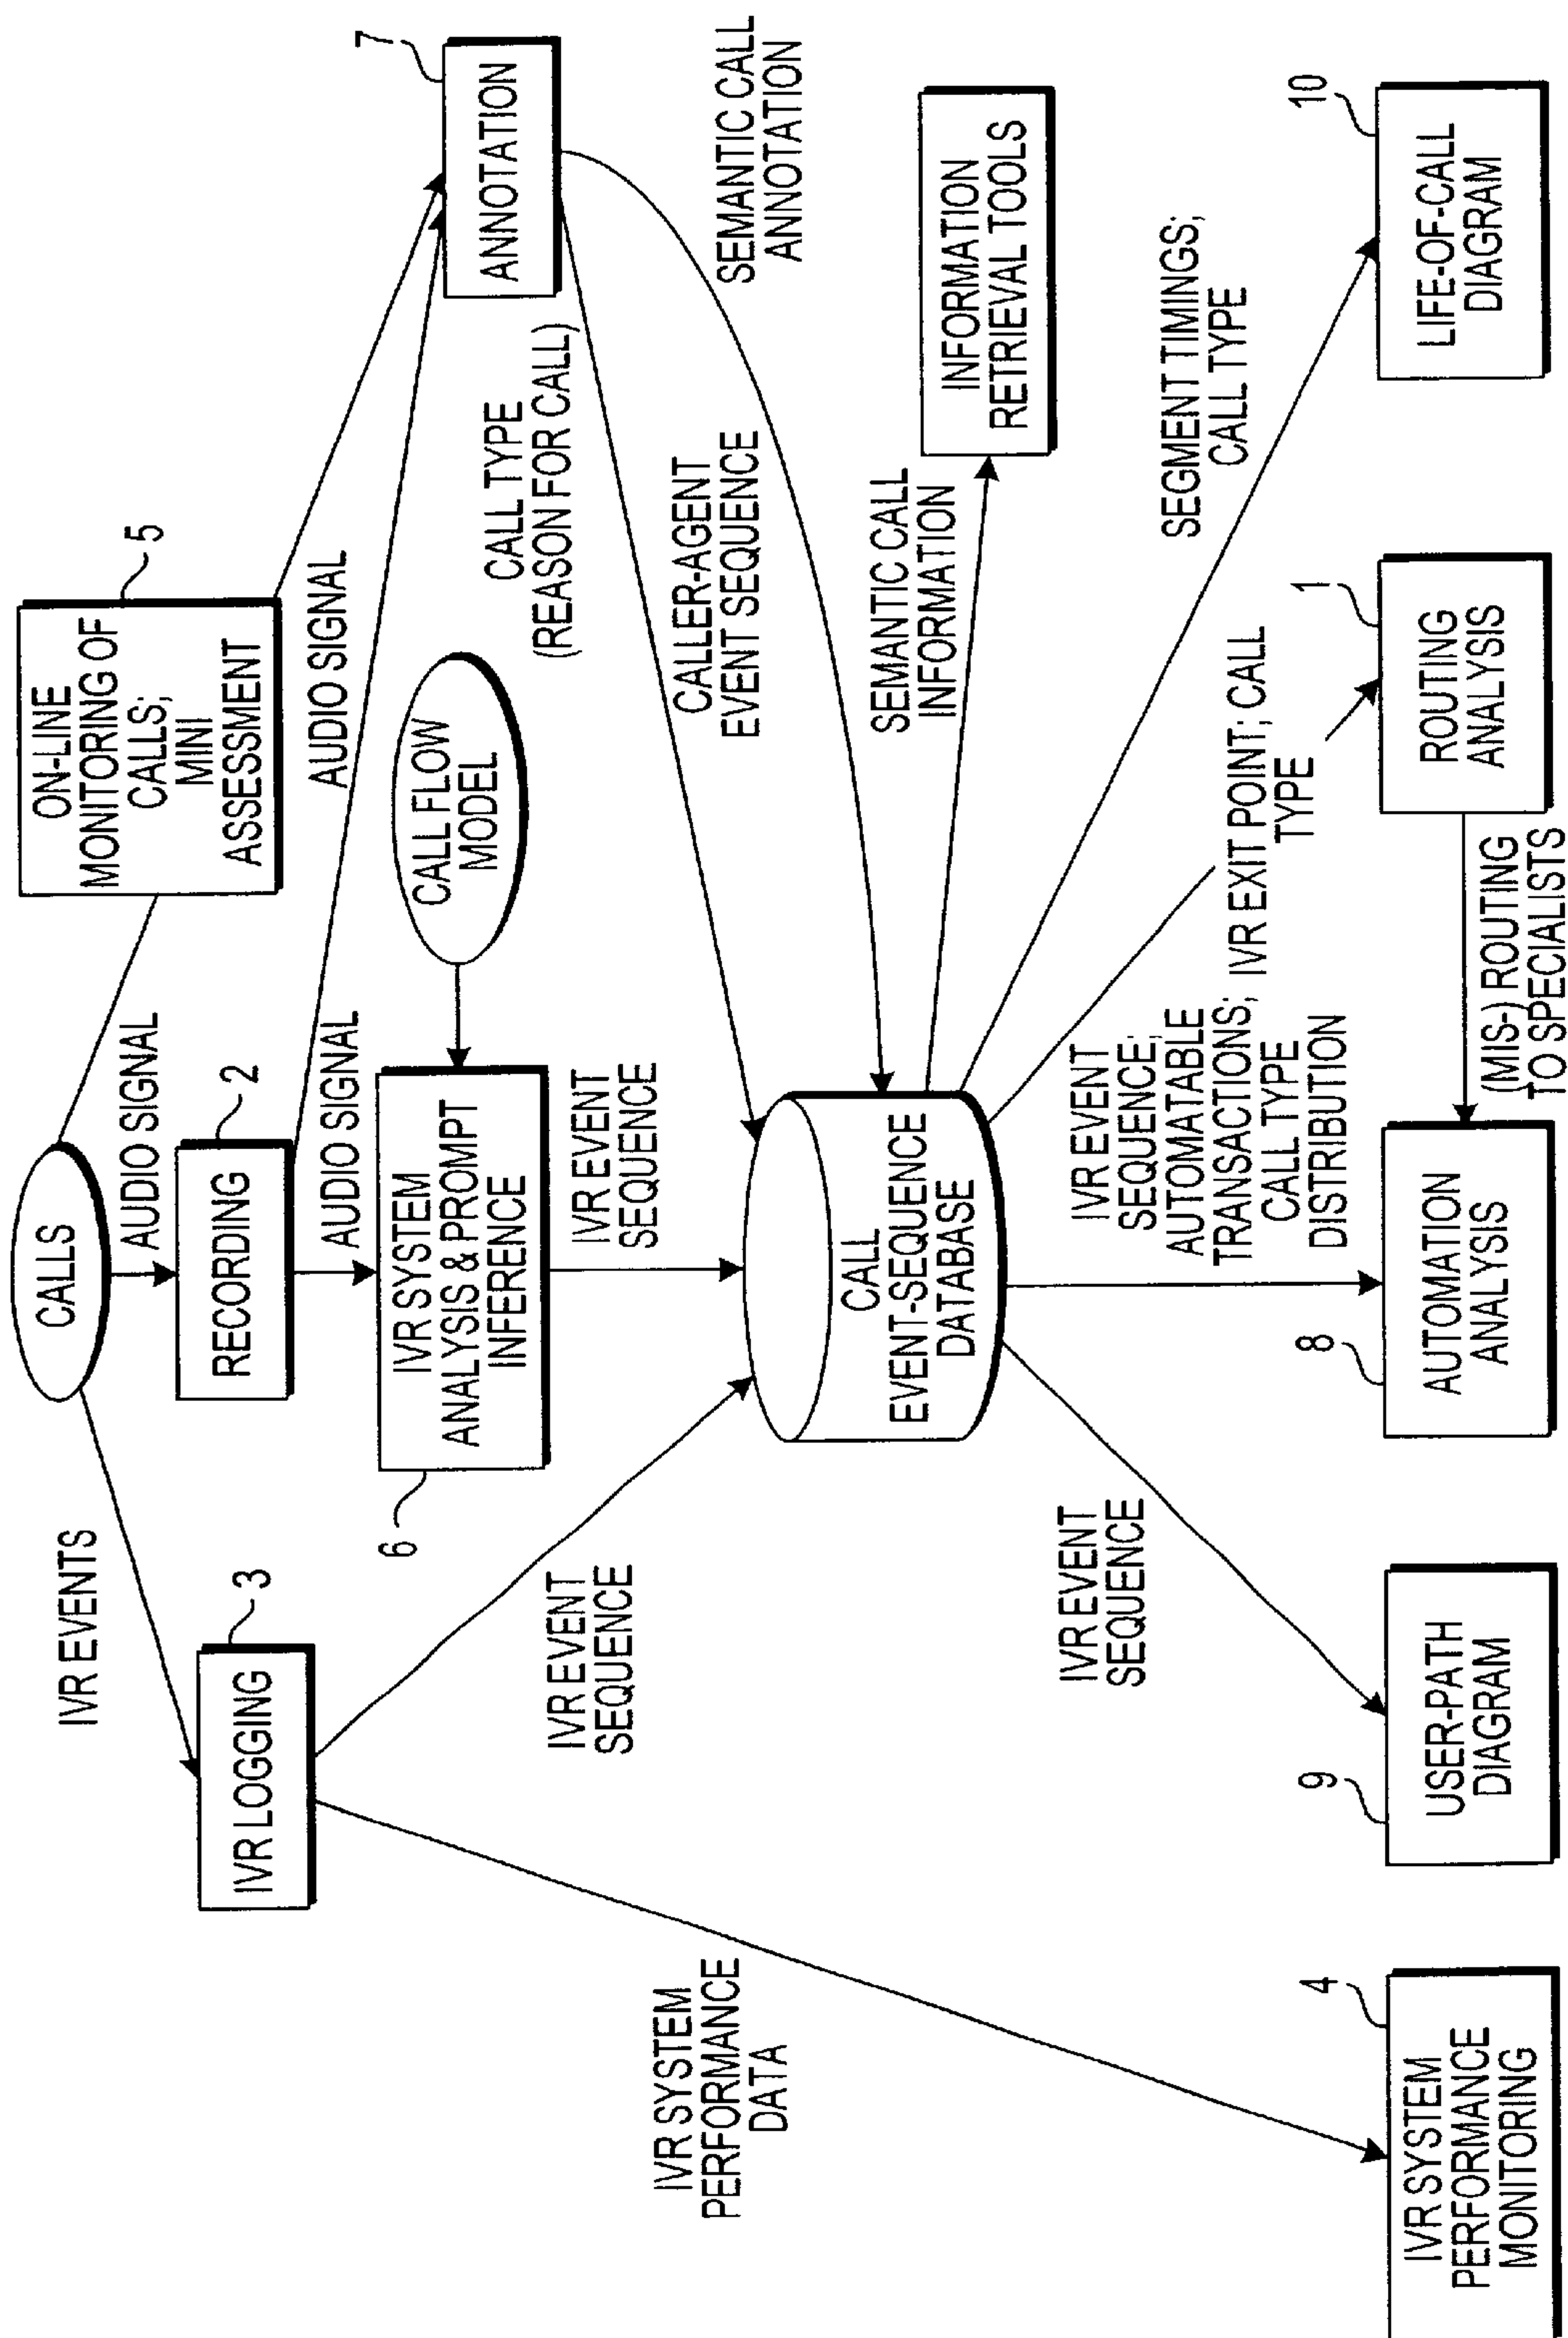 CALLS
IVR EVENTS
AUDIO SIGNAL
ON-LINE
MONITORING OF
CALLS;
MINI
ASSESSMENT
5
RECORDING
2
IVR LOGGING
3
AUDIO SIGNAL
AUDIO SIGNAL
CALL FLOW
MODEL
IVR SYSTEM
ANALYSIS & PROMPT
INFERENCE
6
ANNOTATION
7
IVR EVENT
SEQUENCE
IVR EVENT
SEQUENCE
CALL TYPE
(REASON FOR CALL)
CALLER-AGENT
EVENT SEQUENCE
SEMANTIC CALL
ANNOTATION
IVR SYSTEM
PERFORMANCE
DATA
CALL
EVENT-SEQUENCE
DATABASE
SEMANTIC CALL
INFORMATION
INFORMATION
RETRIEVAL TOOLS
IVR EVENT
SEQUENCE
IVR EVENT
SEQUENCE;
AUTOMATABLE
TRANSACTIONS;
CALL TYPE
DISTRIBUTION
IVR EXIT POINT; CALL
TYPE
SEGMENT TIMINGS;
CALL TYPE
4
IVR SYSTEM
PERFORMANCE
MONITORING
9
USER-PATH
DIAGRAM
8
AUTOMATION
ANALYSIS
(MIS-) ROUTING
TO SPECIALISTS
1
ROUTING
ANALYSIS
10
LIFE-OF-CALL
DIAGRAM